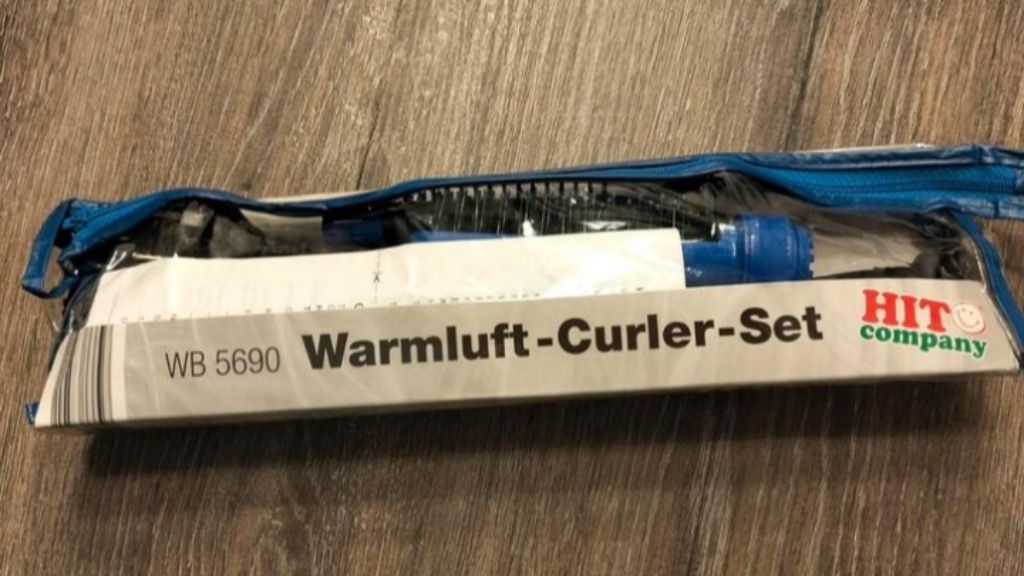 WB 5690 Warmluft-Curler-Set
HIT
company